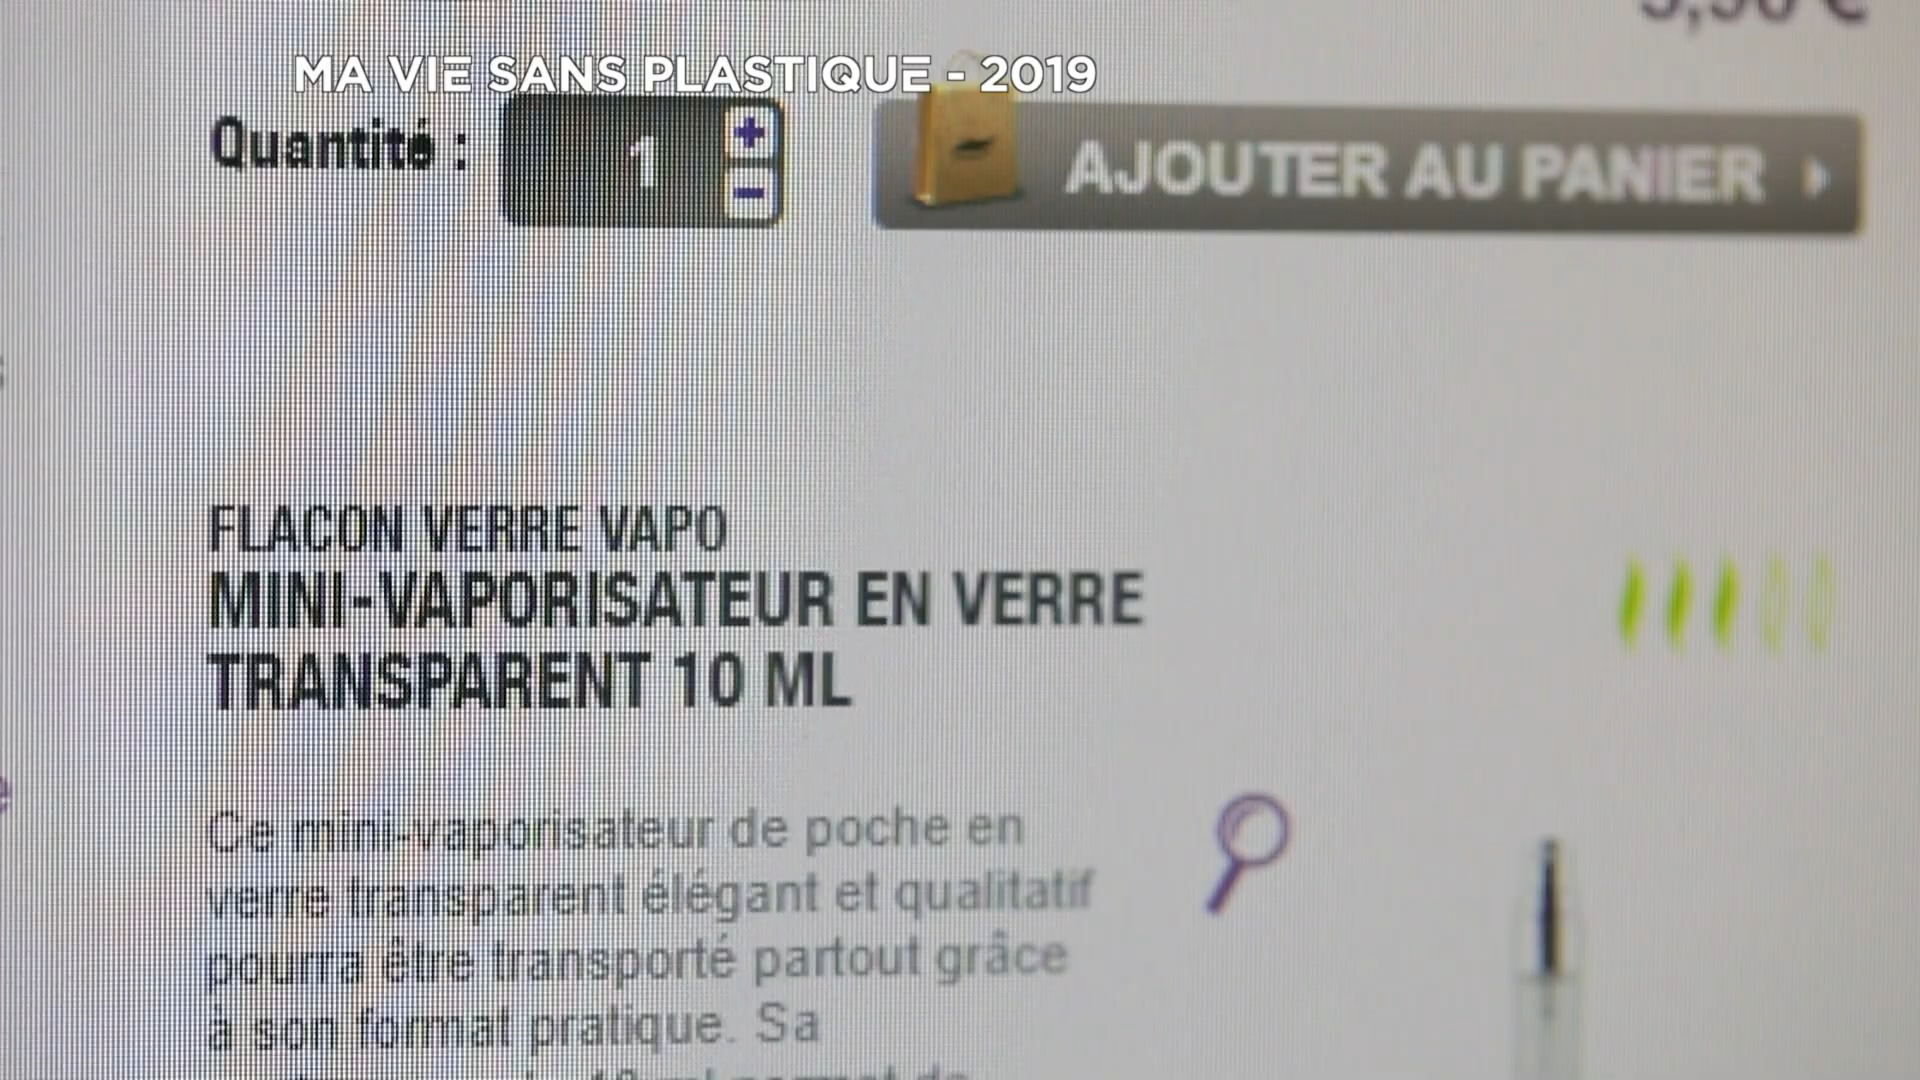 MA VIE SANS PLASTIQUE - 2019
Quantité : 1 + -
AJOUTER AU PANIER
FLACON VERRE VAPO
MINI-VAPORISATEUR EN VERRE
TRANSPARENT 10 ML
Ce mini-vaporisateur de poche en
verre transparent élégant et qualitatif
pourra être transporté partout grâce
à son format pratique. Sa